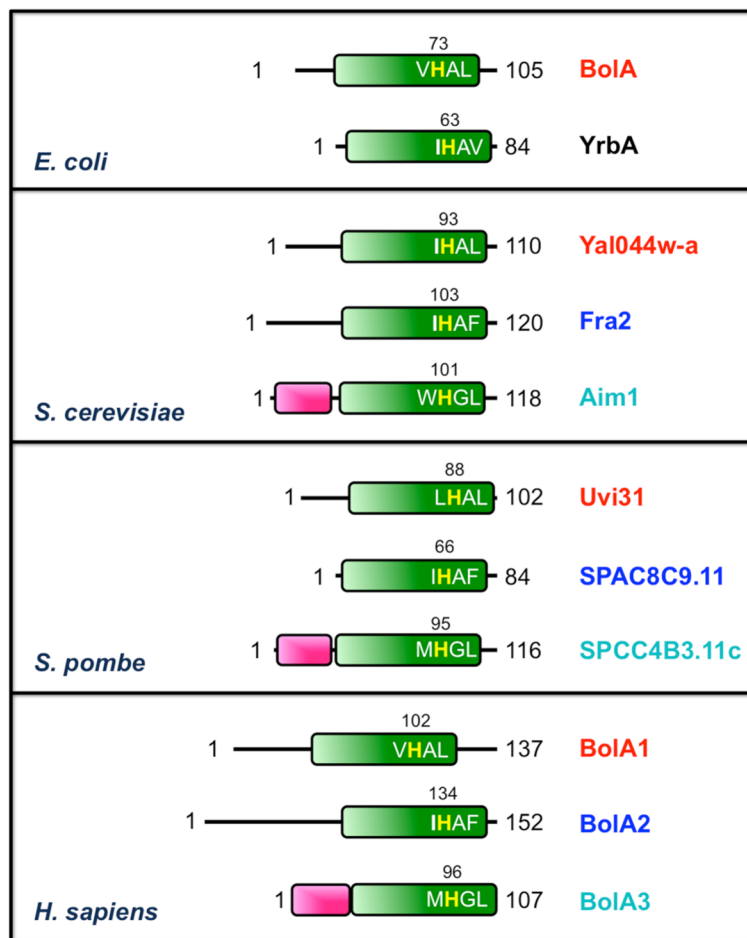 73
1 VHAL 105 BolA
63
1 IHAV 84 YrbA
E. coli
93
1 IHAL 110 Yal044w-a
103
1 IHAF 120 Fra2
101
1 WHGL 118 Aim1
S. cerevisiae
88
1 LHAL 102 Uvi31
66
1 IHAF 84 SPAC8C9.11
95
1 MHGL 116 SPCC4B3.11c
S. pombe
102
1 VHAL 137 BolA1
134
1 IHAF 152 BolA2
96
1 MHGL 107 BolA3
H. sapiens